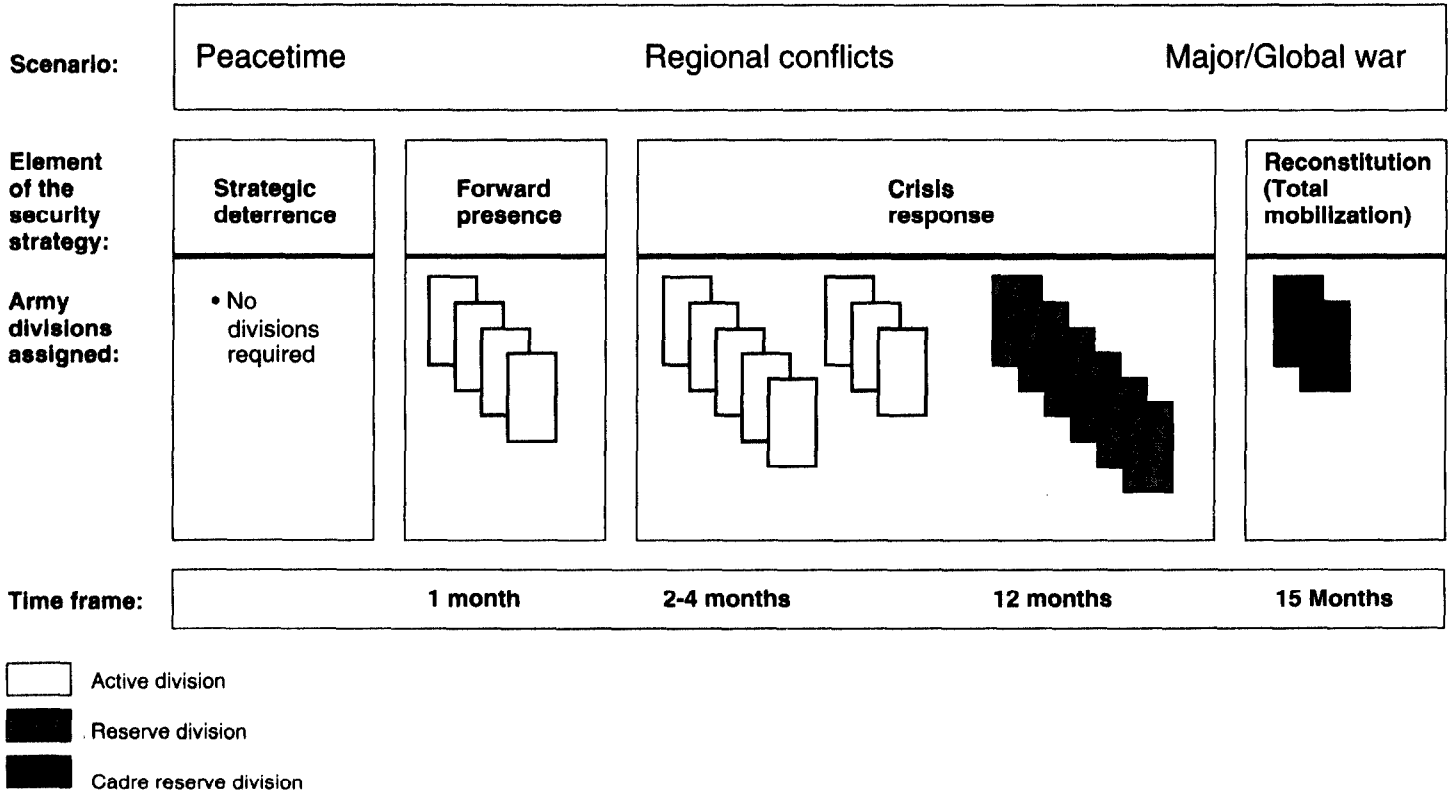 Scenario:
Peacetime
Regional conflicts
Major/Global war
Element
of the
security
strategy:
Strategic
deterrence
Forward
presence
Crisis
response
Reconstitution
(Total
mobilization)
Army
divisions
assigned:
• No
divisions
required
Time frame:
1 month
2-4 months
12 months
15 Months
Active division
Reserve division
Cadre reserve division